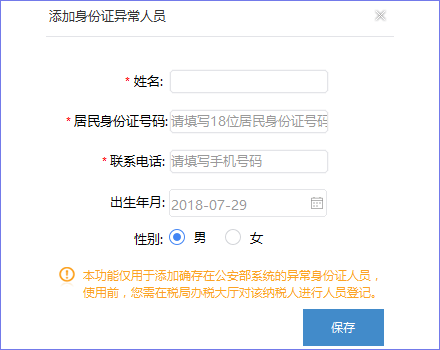 添加身份证异常人员
* 姓名:
* 居民身份证号码: 请填写18位居民身份证号码
* 联系电话: 请填写手机号码
出生年月: 2018-07-29
性别: 男 女
本功能仅用于添加确存在公安部系统的异常身份证人员，
使用前，您需在税局办税大厅对该纳税人进行人员登记。
保存